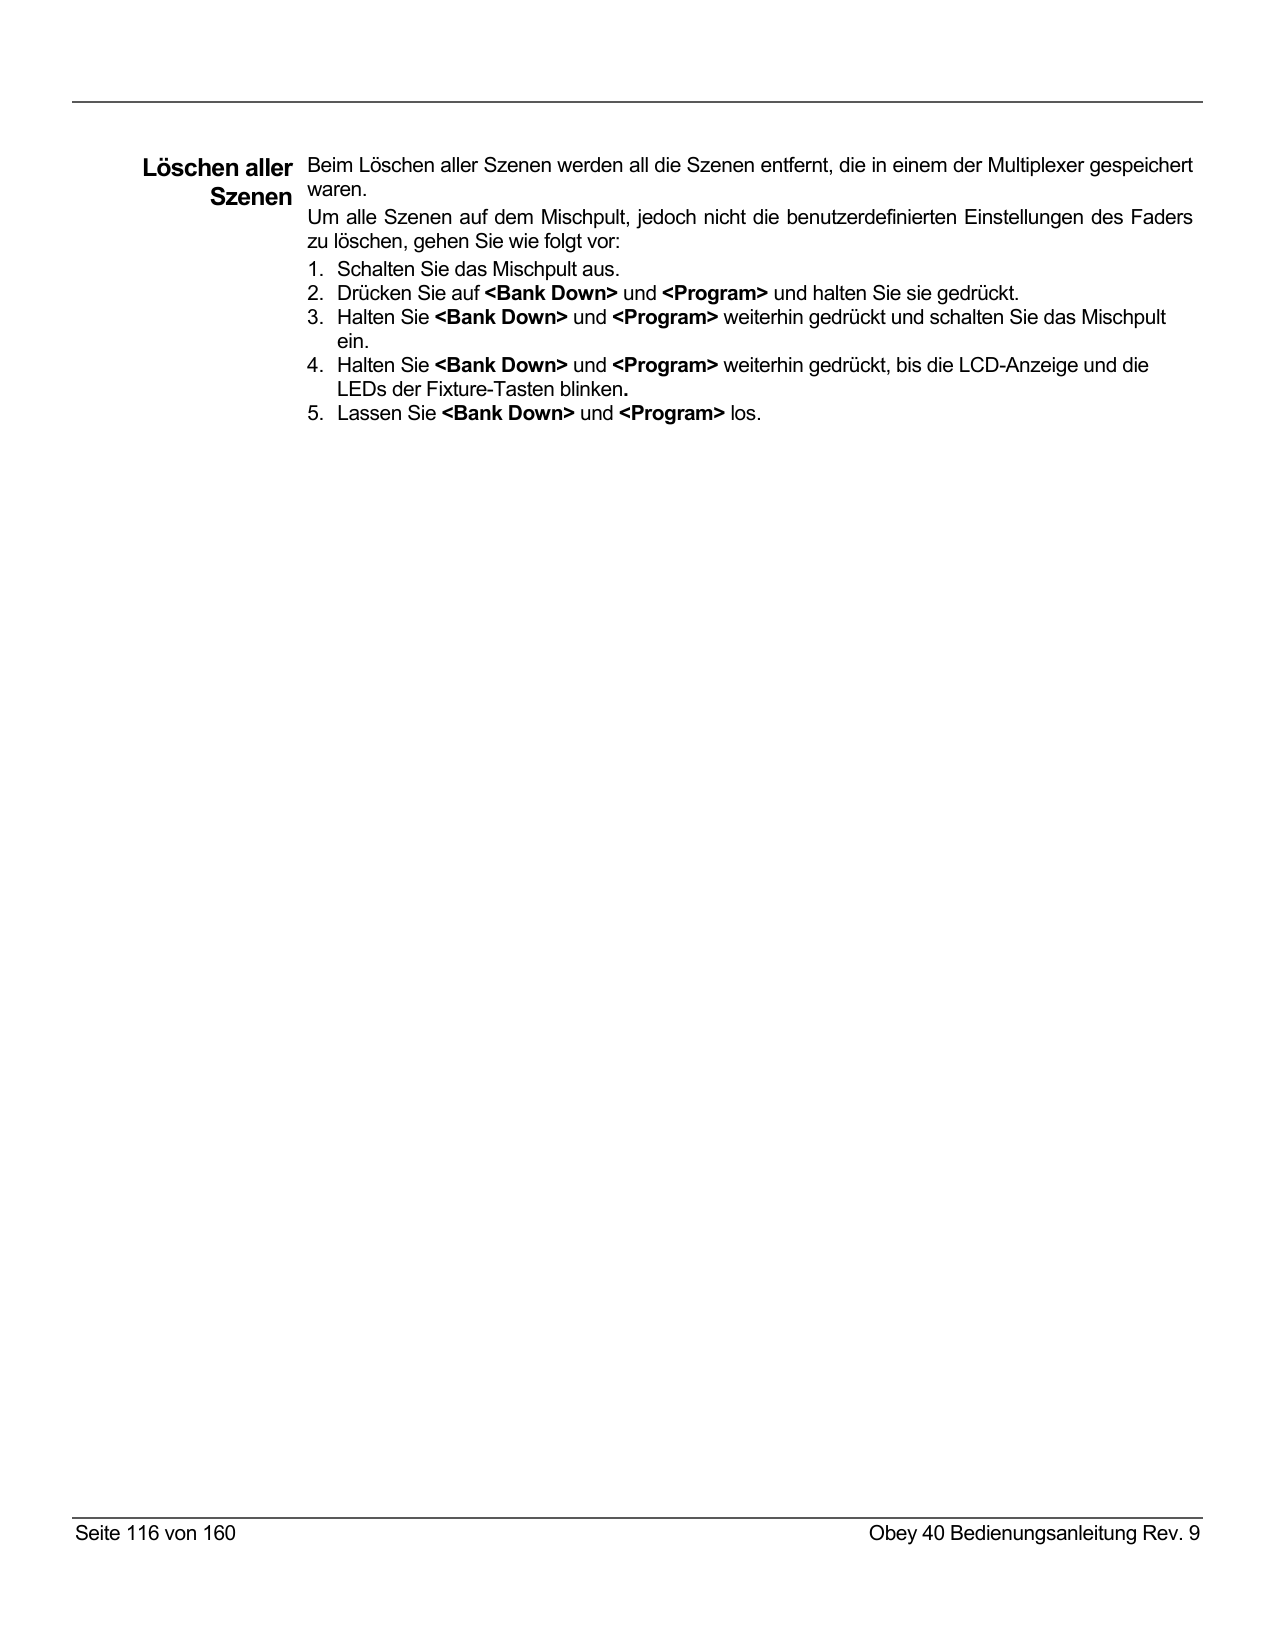 Löschen aller
Szenen
Beim Löschen aller Szenen werden all die Szenen entfernt, die in einem der Multiplexer gespeichert
waren.
Um alle Szenen auf dem Mischpult, jedoch nicht die benutzerdefinierten Einstellungen des Faders
zu löschen, gehen Sie wie folgt vor:
1. Schalten Sie das Mischpult aus.
2. Drücken Sie auf <Bank Down> und <Program> und halten Sie sie gedrückt.
3. Halten Sie <Bank Down> und <Program> weiterhin gedrückt und schalten Sie das Mischpult
ein.
4. Halten Sie <Bank Down> und <Program> weiterhin gedrückt, bis die LCD-Anzeige und die
LEDs der Fixture-Tasten blinken.
5. Lassen Sie <Bank Down> und <Program> los.
Seite 116 von 160
Obey 40 Bedienungsanleitung Rev. 9